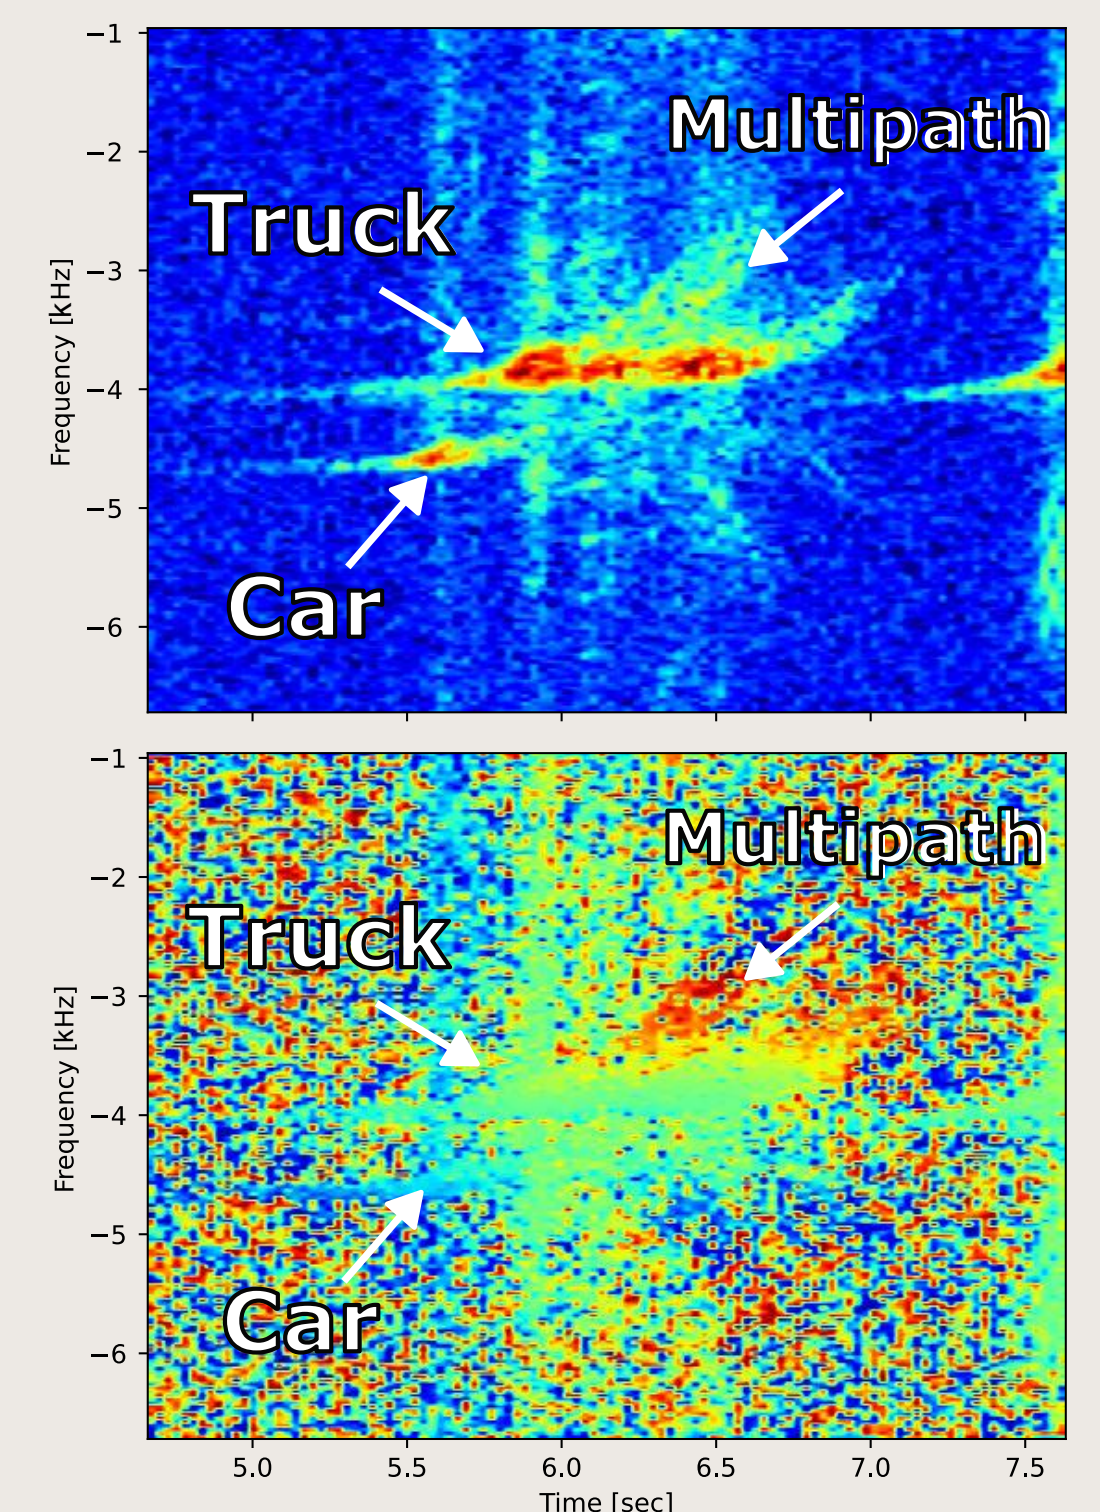 −1
Multipath
−2
Truck
−3
Frequency [kHz]
−4
−5
Car
−6
−1
Multipath
−2
Truck
−3
Frequency [kHz]
−4
−5
Car
−6
5.0 5.5 6.0 6.5 7.0 7.5
Time [sec]